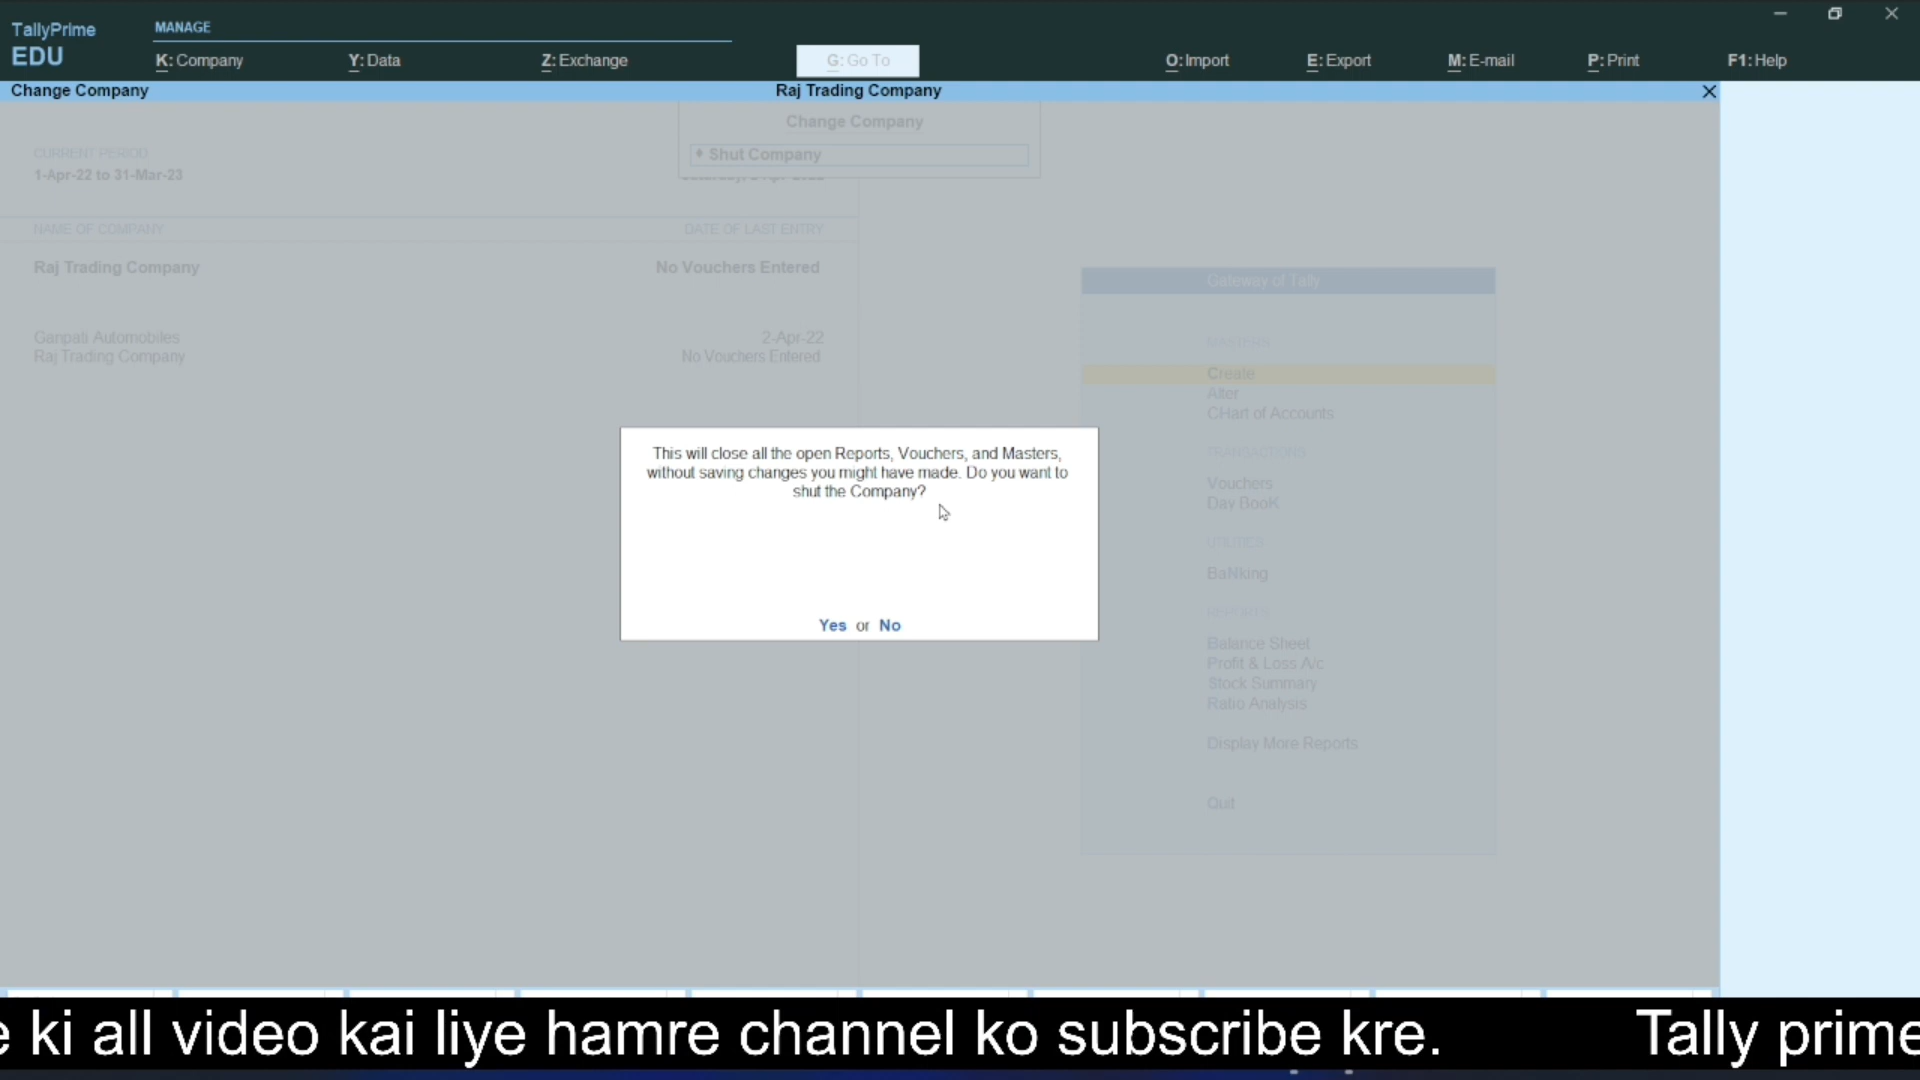 TallyPrime
EDU
MANAGE
K: Company
Y: Data
Z: Exchange
G: Go To
O: Import
E: Export
M: E-mail
P: Print
F1: Help
Change Company
Raj Trading Company
Change Company
Shut Company
CURRENT PERIOD
1-Apr-22 to 31-Mar-23
NAME OF COMPANY
DATE OF LAST ENTRY
Raj Trading Company
No Vouchers Entered
Ganpati Automobiles
2-Apr-22
Raj Trading Company
No Vouchers Entered
Gateway of Tally
MASTERS
Create
Alter
CHart of Accounts
TRANSACTIONS
Vouchers
Day BooK
UTILITIES
BaNking
REPORTS
Balance Sheet
Profit & Loss A/c
Stock Summary
Ratio Analysis
Display More Reports
Quit
This will close all the open Reports, Vouchers, and Masters,
without saving changes you might have made. Do you want to
shut the Company?
Yes or No
ki all video kai liye hamre channel ko subscribe kre. Tally prime